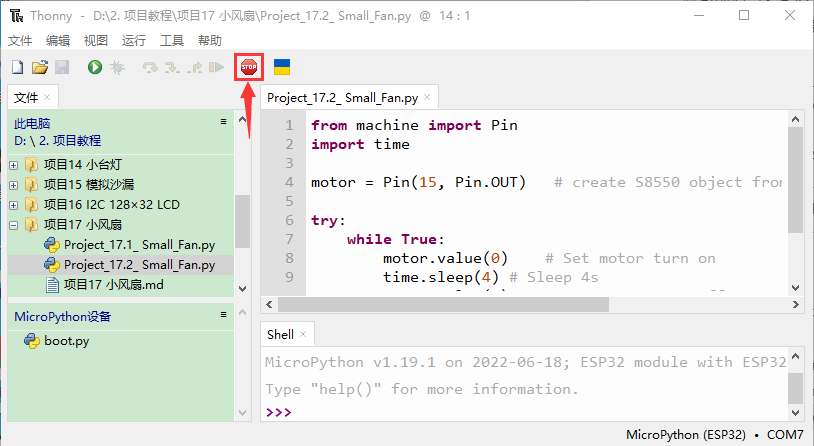 Thonny - D:\2. 项目教程\项目17 小风扇\Project_17.2_ Small_Fan.py @ 14 : 1
文件 编辑 视图 运行 工具 帮助
STOP
文件 ×
此电脑
D: \ 2. 项目教程
项目14 小台灯
项目15 模拟沙漏
项目16 I2C 128×32 LCD
项目17 小风扇
Project_17.1_ Small_Fan.py
Project_17.2_ Small_Fan.py
项目17 小风扇.md
MicroPython设备
boot.py
Project_17.2_ Small_Fan.py ×
1 from machine import Pin
2 import time
3
4 motor = Pin(15, Pin.OUT) # create S8550 object from
5
6 try:
7 while True:
8 motor.value(0) # Set motor turn on
9 time.sleep(4) # Sleep 4s
Shell ×
MicroPython v1.19.1 on 2022-06-18; ESP32 module with ESP32
Type "help()" for more information.
>>>
MicroPython (ESP32) • COM7